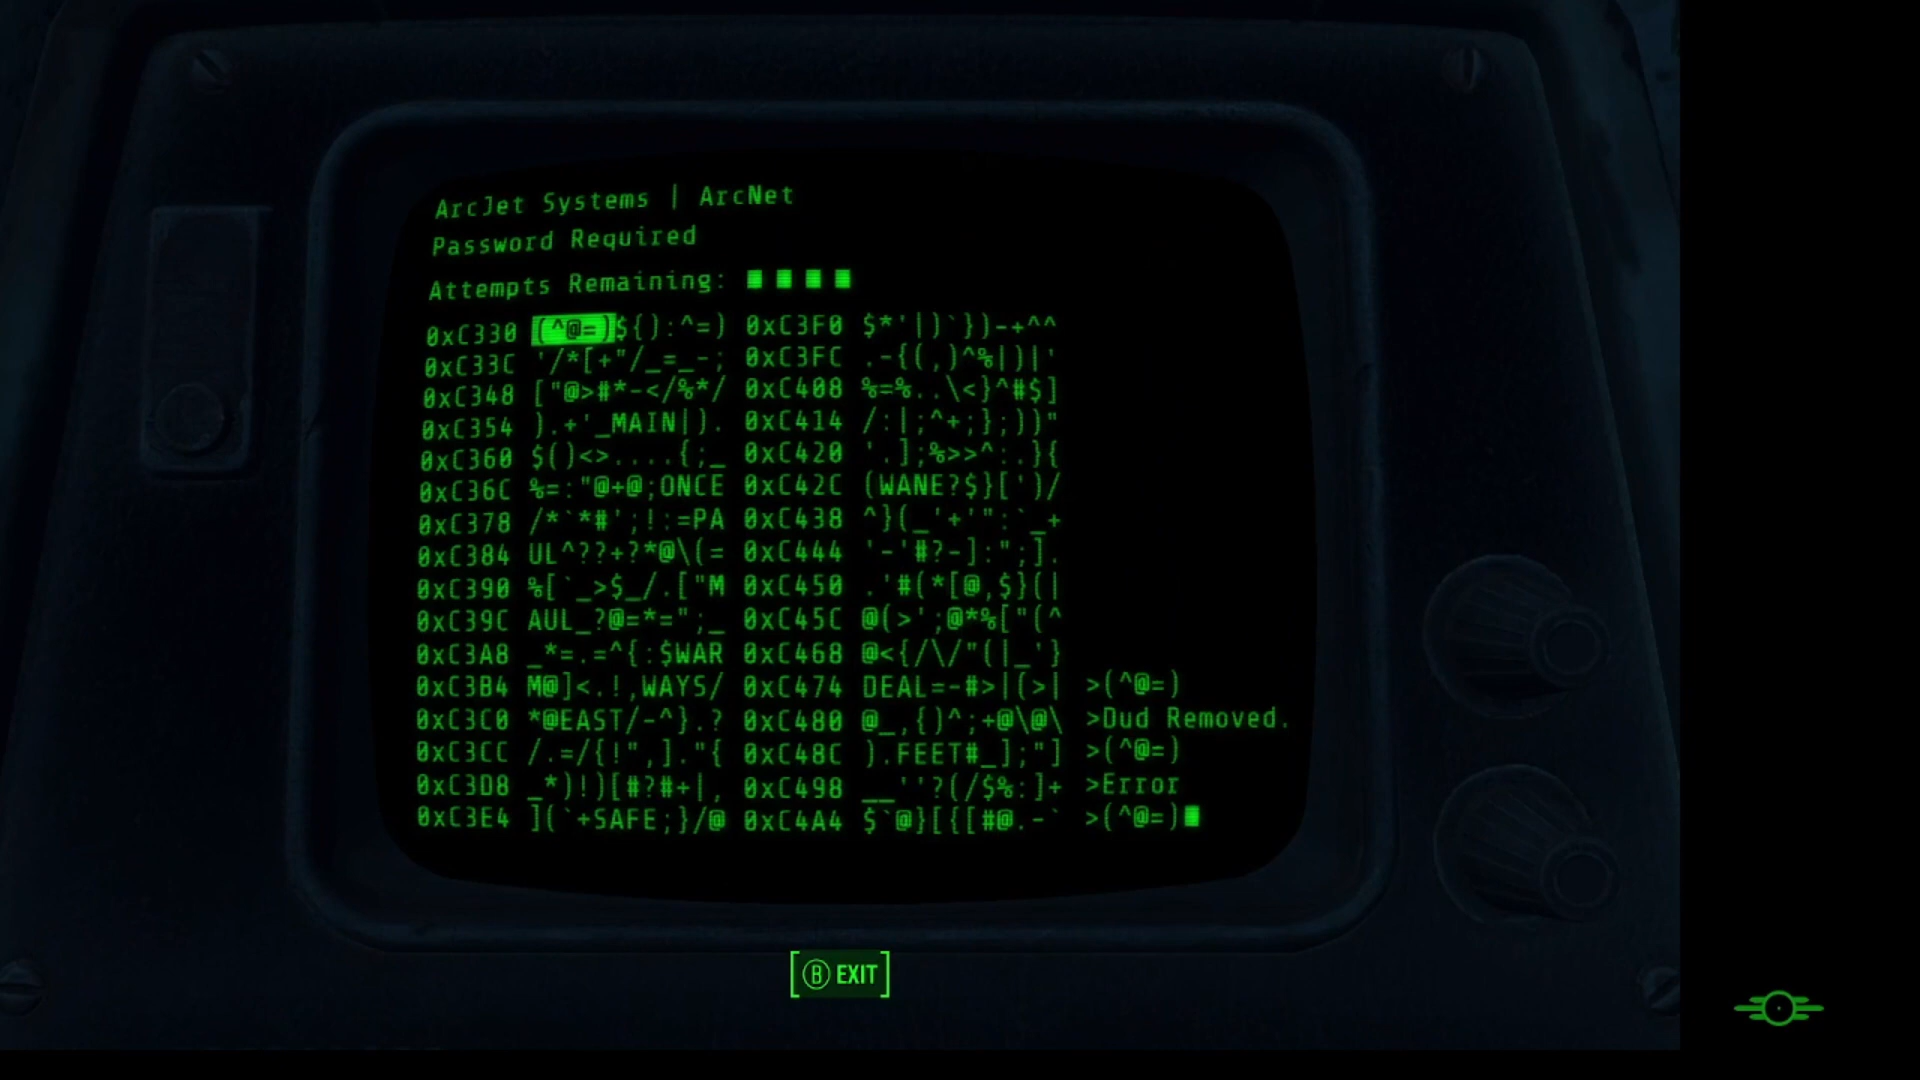 ArcJet Systems | ArcNet
Password Required
Attempts Remaining:
0xC330 (^@=)${):^=)
0xC33C '/*[+"/_=_-;
0xC348 ["@>#*-</%*/
0xC354 ).+'_MAIN|).
0xC360 $()<>....{;_
0xC36C %=:"@+@;ONCE
0xC378 /*`*#';!:=PA
0xC384 UL^??+?*@\(=
0xC390 %[`_>$_/.["M
0xC39C AUL_?@=*=";_
0xC3A8 _*=.=^{:$WAR
0xC3B4 M@]<.!,WAYS/
0xC3C0 *@EAST/-^}.?
0xC3CC /.=/{!",]."{
0xC3D8 _*)!)[#?#+|,
0xC3E4 ](`+SAFE;}/@
0xC3F0 $*'|)`})-+^^
0xC3FC .-{(,)^%|)|'
0xC408 %=%..\<}^#$]
0xC414 /:|;^+;};))"
0xC420 '.];%>>^:.}{
0xC42C (WANE?$}[')/
0xC438 ^}(_'+'":`_+
0xC444 '-'#?-]:";].
0xC450 .'#(*[@,$}(|
0xC45C @(>';@*%["(^
0xC468 @<{/\/"(|_'}
0xC474 DEAL=-#>|(>|
0xC480 @_,{)^;+@\@\
0xC48C ).FEET#_];"]
0xC498 __''?(/$%:]+
0xC4A4 $`@}[{[#@.-`
>(^@=)
>Dud Removed.
>(^@=)
>Error
>(^@=)
B EXIT